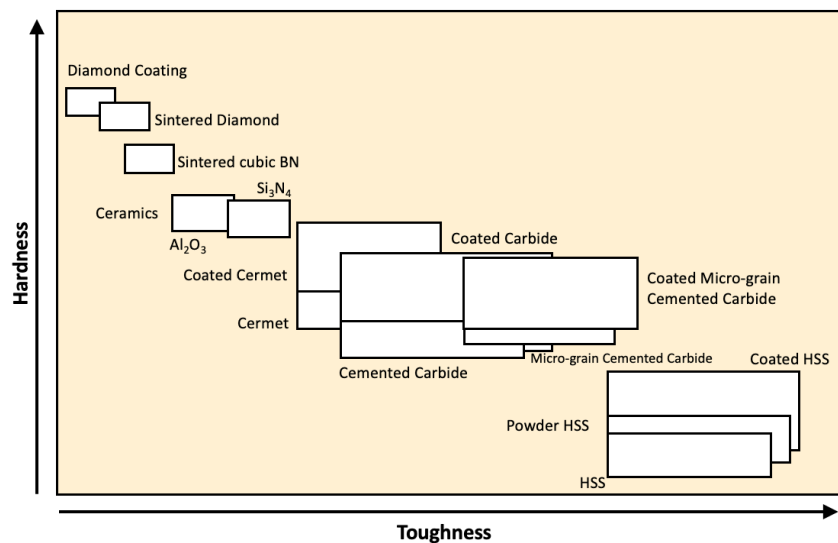 Diamond Coating
Sintered Diamond
Sintered cubic BN
Si₃N₄
Ceramics
Al₂O₃
Coated Carbide
Coated Cermet
Coated Micro-grain
Cemented Carbide
Cermet
Micro-grain Cemented Carbide
Coated HSS
Cemented Carbide
Powder HSS
HSS
Hardness
Toughness